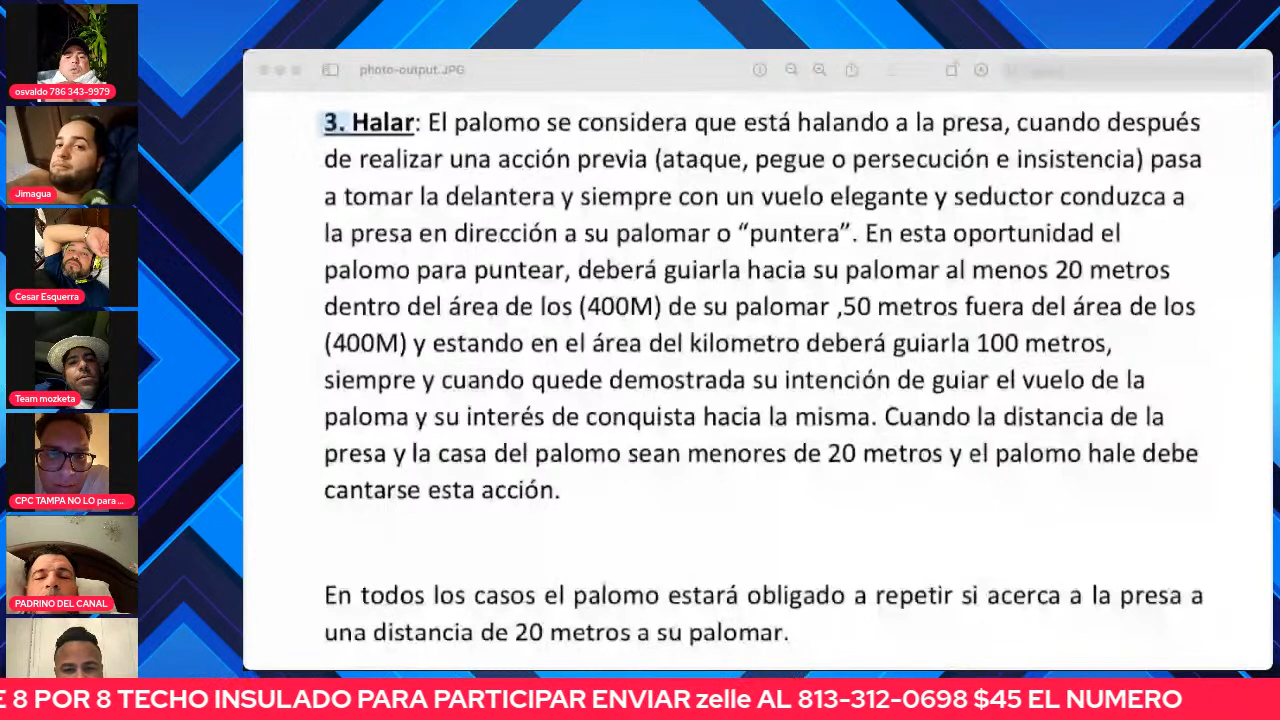 osvaldo 786 343-9979
Jimagua
Cesar Esquerra
Team mozketa
CPC TAMPA NO LO para ...
PADRINO DEL CANAL
photo-output.JPG
3. Halar: El palomo se considera que está halando a la presa, cuando después
de realizar una acción previa (ataque, pegue o persecución e insistencia) pasa
a tomar la delantera y siempre con un vuelo elegante y seductor conduzca a
la presa en dirección a su palomar o “puntera”. En esta oportunidad el
palomo para puntear, deberá guiarla hacia su palomar al menos 20 metros
dentro del área de los (400M) de su palomar ,50 metros fuera del área de los
(400M) y estando en el área del kilometro deberá guiarla 100 metros,
siempre y cuando quede demostrada su intención de guiar el vuelo de la
paloma y su interés de conquista hacia la misma. Cuando la distancia de la
presa y la casa del palomo sean menores de 20 metros y el palomo hale debe
cantarse esta acción.
En todos los casos el palomo estará obligado a repetir si acerca a la presa a
una distancia de 20 metros a su palomar.
E 8 POR 8 TECHO INSULADO PARA PARTICIPAR ENVIAR zelle AL 813-312-0698 $45 EL NUMERO